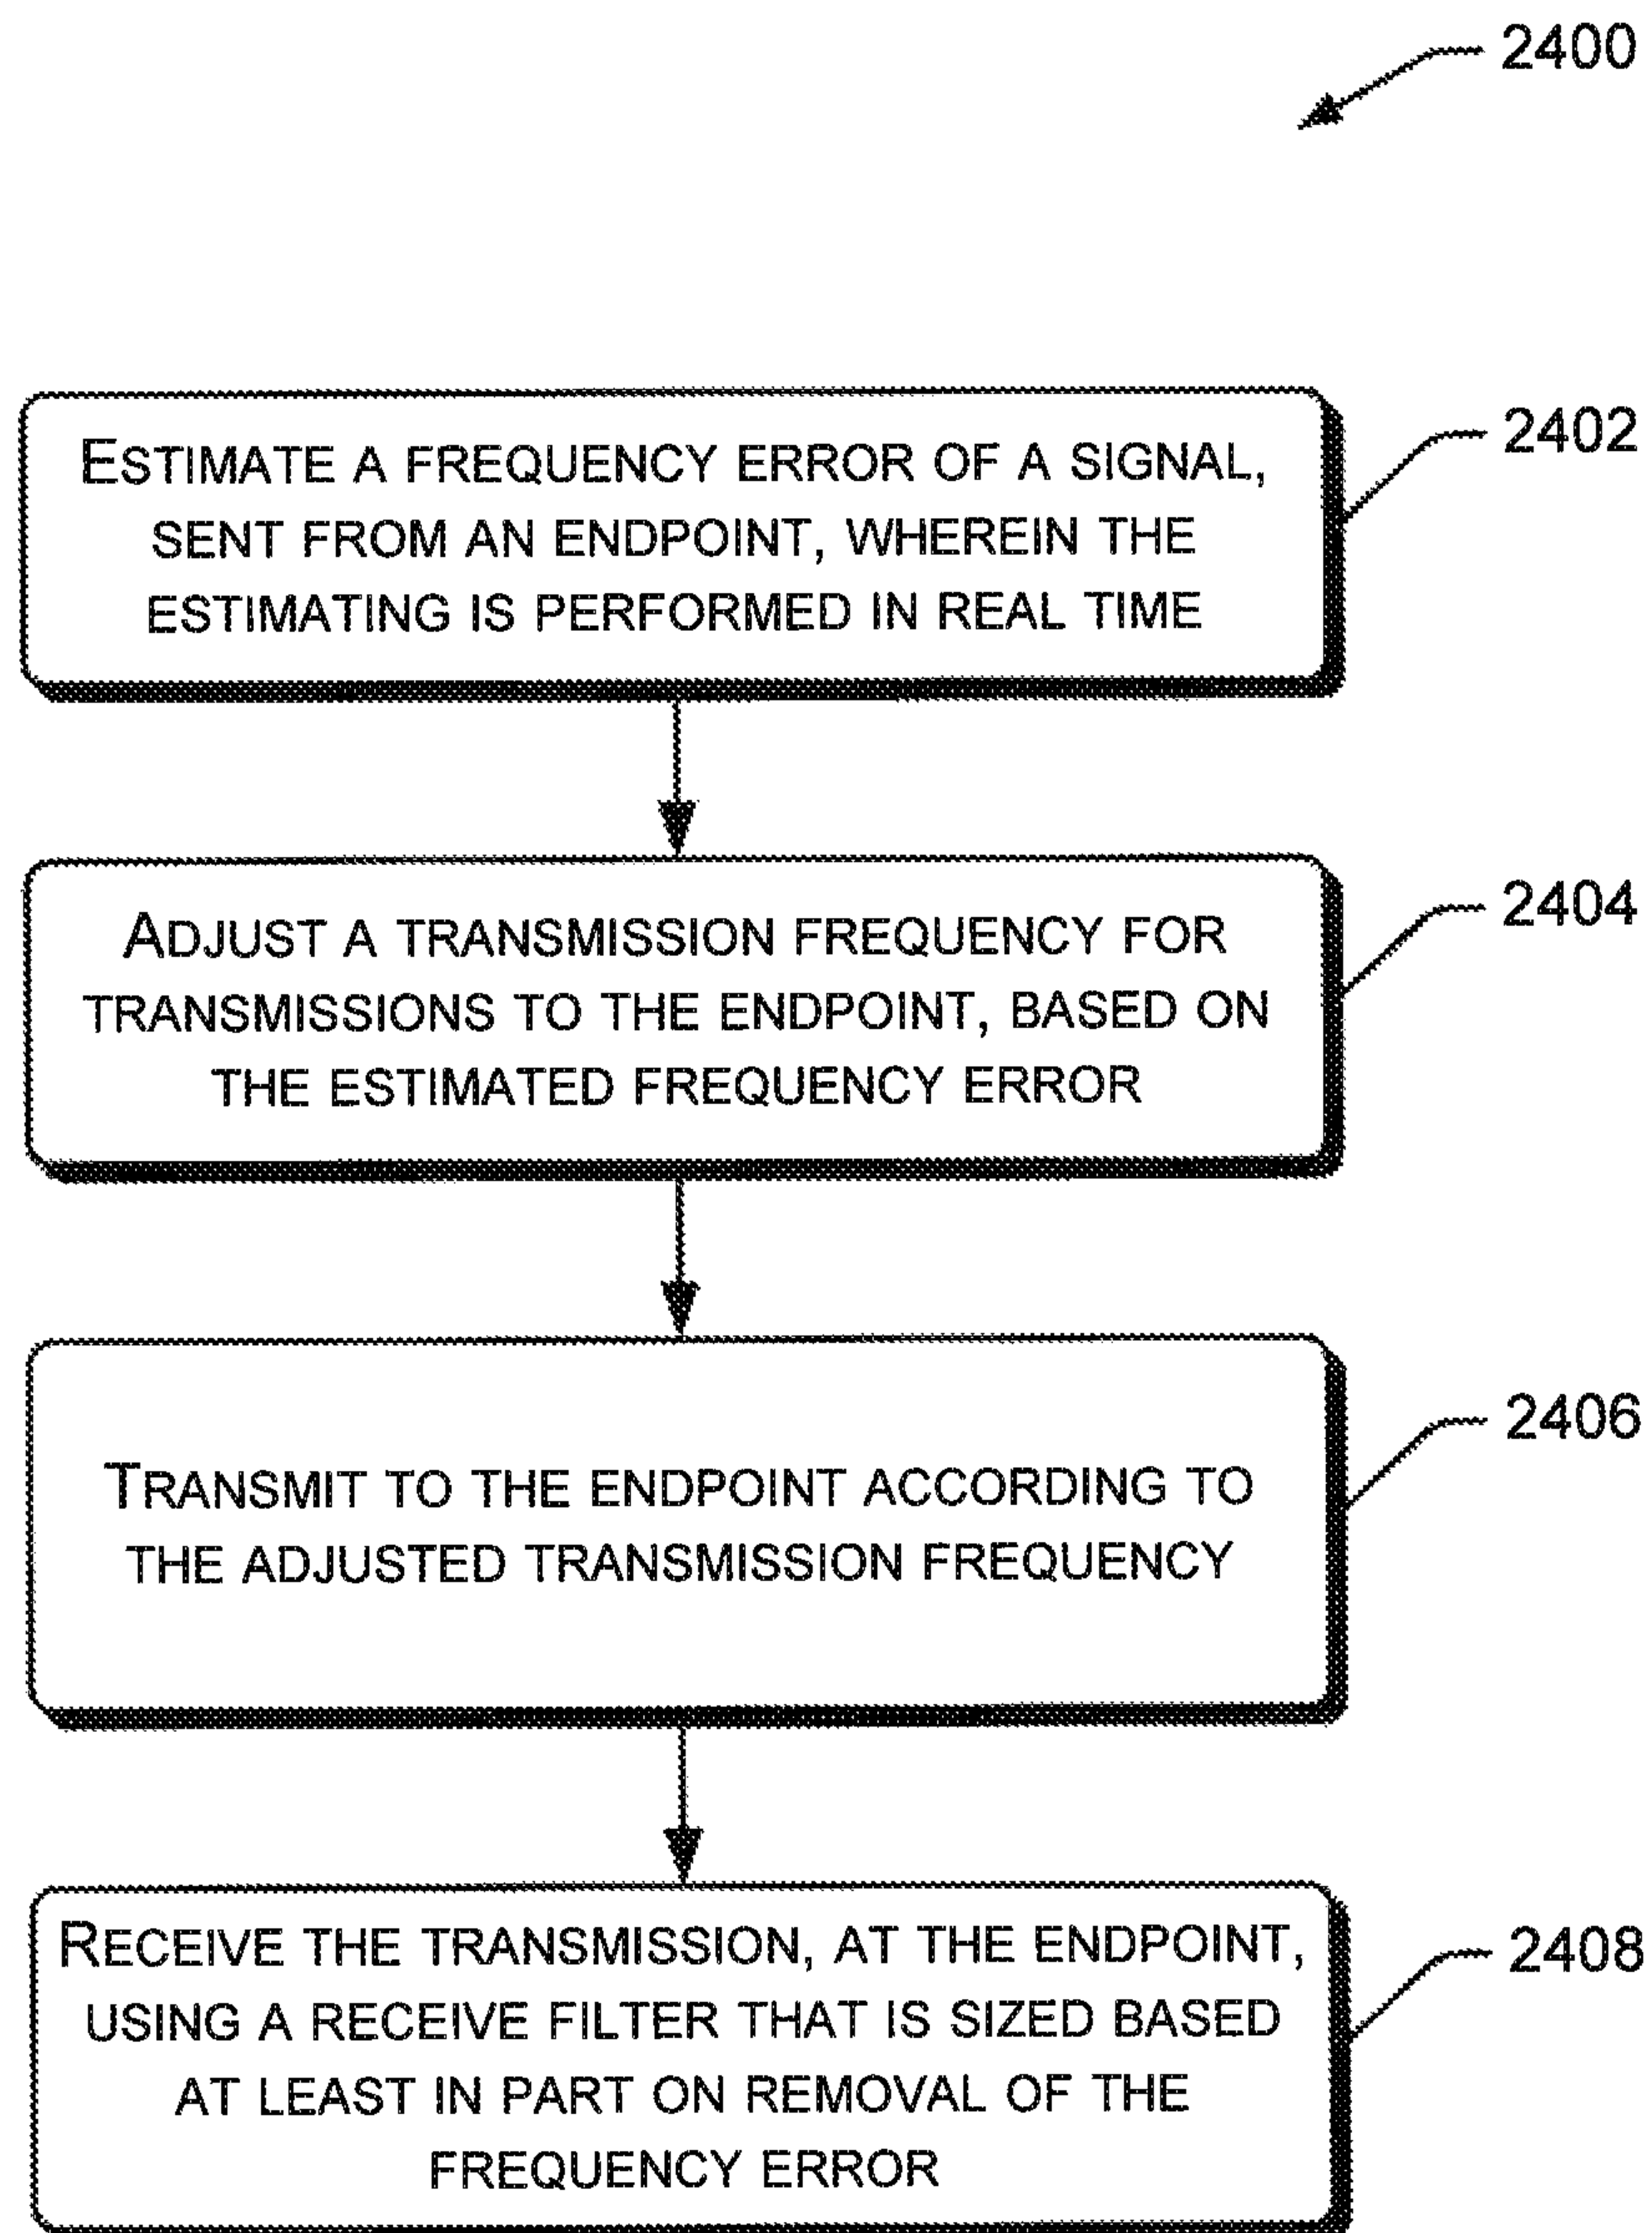 2400
ESTIMATE A FREQUENCY ERROR OF A SIGNAL,
SENT FROM AN ENDPOINT, WHEREIN THE
ESTIMATING IS PERFORMED IN REAL TIME
2402
ADJUST A TRANSMISSION FREQUENCY FOR
TRANSMISSIONS TO THE ENDPOINT, BASED ON
THE ESTIMATED FREQUENCY ERROR
2404
TRANSMIT TO THE ENDPOINT ACCORDING TO
THE ADJUSTED TRANSMISSION FREQUENCY
2406
RECEIVE THE TRANSMISSION, AT THE ENDPOINT,
USING A RECEIVE FILTER THAT IS SIZED BASED
AT LEAST IN PART ON REMOVAL OF THE
FREQUENCY ERROR
2408